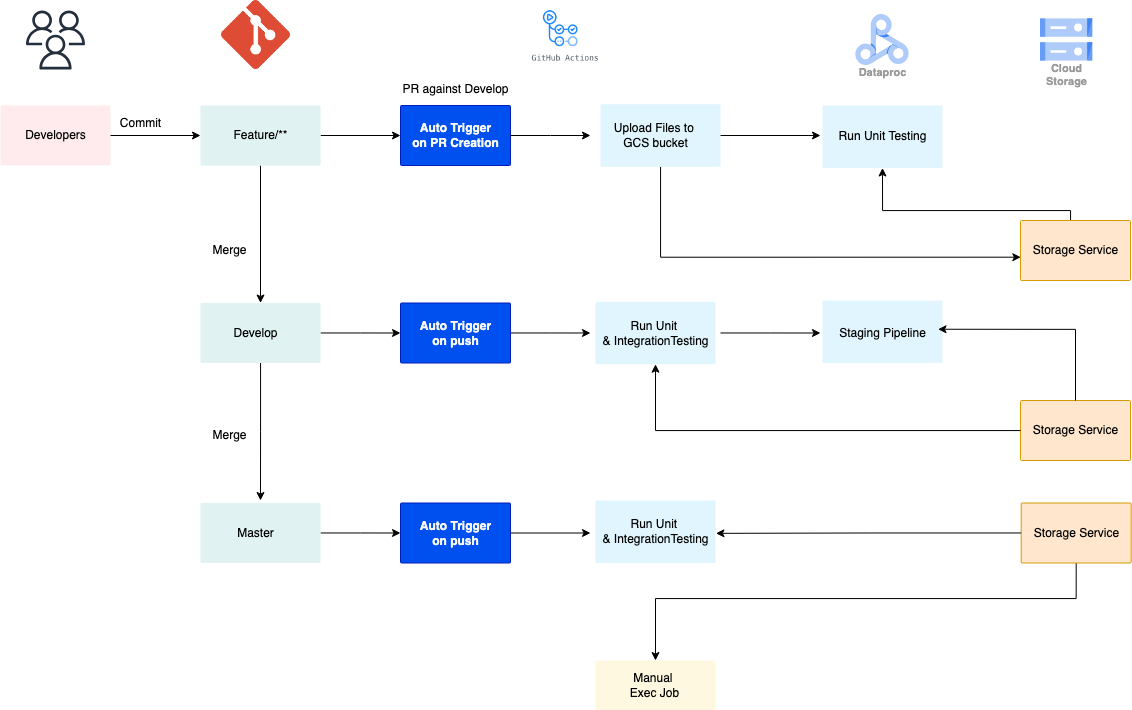 GitHub Actions
Dataproc
Cloud
Storage
PR against Develop
Developers
Commit
Feature/**
Auto Trigger
on PR Creation
Upload Files to
GCS bucket
Run Unit Testing
Merge
Storage Service
Develop
Auto Trigger
on push
Run Unit
& IntegrationTesting
Staging Pipeline
Merge
Storage Service
Master
Auto Trigger
on push
Run Unit
& IntegrationTesting
Storage Service
Manual
Exec Job